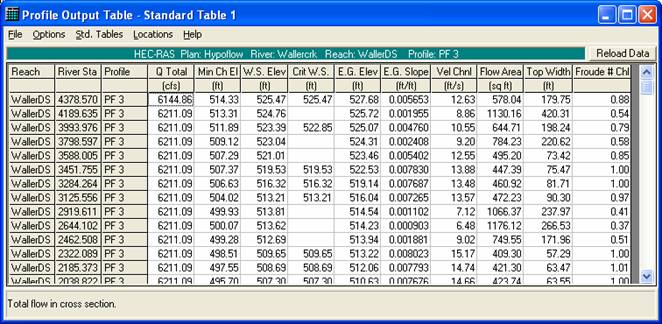 Profile Output Table - Standard Table 1
File Options Std. Tables Locations Help
HEC-RAS Plan: Hypoflow River: Wallercrk Reach: WallerDS Profile: PF 3 Reload Data
Reach River Sta Profile Q Total Min Ch El W.S. Elev Crit W.S. E.G. Elev E.G. Slope Vel Chnl Flow Area Top Width Froude # Chl
(cfs) (ft) (ft) (ft) (ft) (ft/ft) (ft/s) (sq ft) (ft)
WallerDS 4378.570 PF 3 6144.86 514.33 525.47 525.47 527.68 0.005653 12.63 578.04 179.75 0.88
WallerDS 4189.635 PF 3 6211.09 513.31 524.76 525.72 0.001955 8.86 1130.16 420.31 0.54
WallerDS 3993.976 PF 3 6211.09 511.89 523.39 522.85 525.07 0.004760 10.55 644.71 198.24 0.79
WallerDS 3798.597 PF 3 6211.09 509.12 523.04 524.31 0.002408 9.20 784.23 220.62 0.58
WallerDS 3588.005 PF 3 6211.09 507.29 521.01 523.46 0.005402 12.55 495.20 73.42 0.85
WallerDS 3451.755 PF 3 6211.09 507.37 519.53 519.53 522.53 0.007830 13.88 447.39 75.47 1.00
WallerDS 3284.264 PF 3 6211.09 506.63 516.32 516.32 519.14 0.007687 13.48 460.92 81.71 1.00
WallerDS 3125.556 PF 3 6211.09 504.02 513.21 513.21 516.04 0.007265 13.57 472.23 90.30 0.97
WallerDS 2919.611 PF 3 6211.09 499.93 513.81 514.54 0.001102 7.12 1066.37 237.97 0.41
WallerDS 2644.102 PF 3 6211.09 500.07 513.62 514.23 0.000903 6.48 1176.12 266.53 0.37
WallerDS 2462.508 PF 3 6211.09 499.28 512.69 513.94 0.001881 9.02 749.55 171.96 0.51
WallerDS 2322.089 PF 3 6211.09 498.51 509.65 509.65 513.22 0.008023 15.17 409.30 57.29 1.00
WallerDS 2185.373 PF 3 6211.09 497.55 508.69 508.69 512.06 0.007793 14.74 421.30 63.47 1.01
WallerDS 2038.822 PF 3 6211.09 495.70 507.30 507.30 510.63 0.007676 14.66 423.74 63.55 1.00
Total flow in cross section.